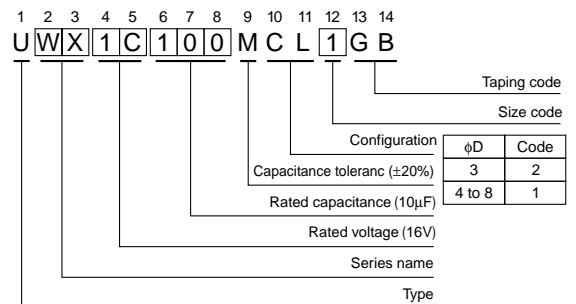 1 2 3 4 5 6 7 8 9 10 11 12 13 14
U W X 1 C 1 0 0 M C L 1 G B
Taping code
Size code
Configuration
φD Code
Capacitance toleranc (±20%)
3 2
4 to 8 1
Rated capacitance (10µF)
Rated voltage (16V)
Series name
Type